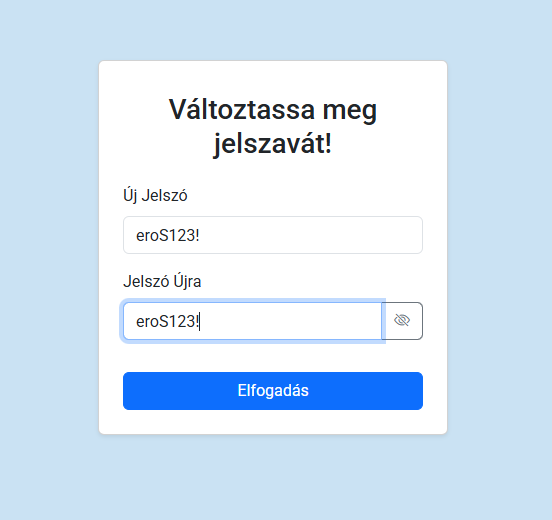 Változtassa meg
jelszavát!
Új Jelszó
eroS123!
Jelszó Újra
eroS123!
Elfogadás